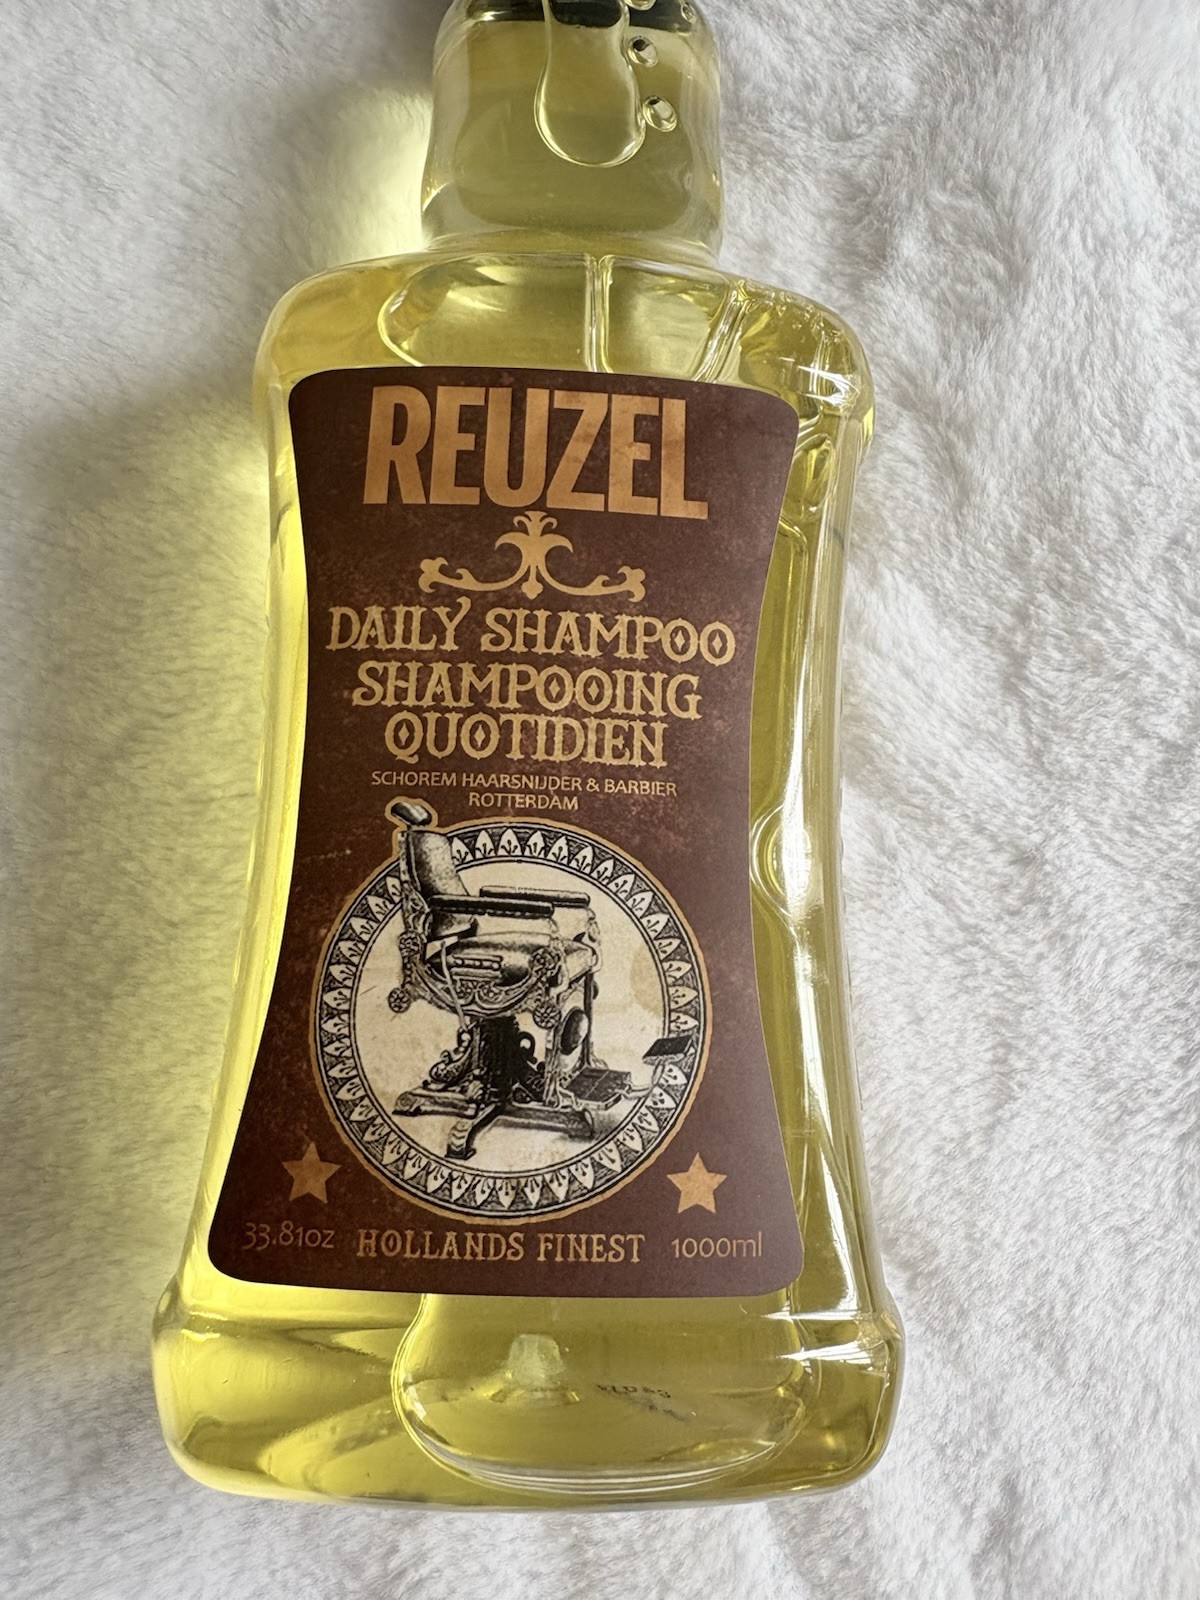 REUZEL
DAILY SHAMPOO
SHAMPOOING
QUOTIDIEN
SCHOREM HAARSNIJDER & BARBIER
ROTTERDAM
33.81oz HOLLANDS FINEST 1000ml